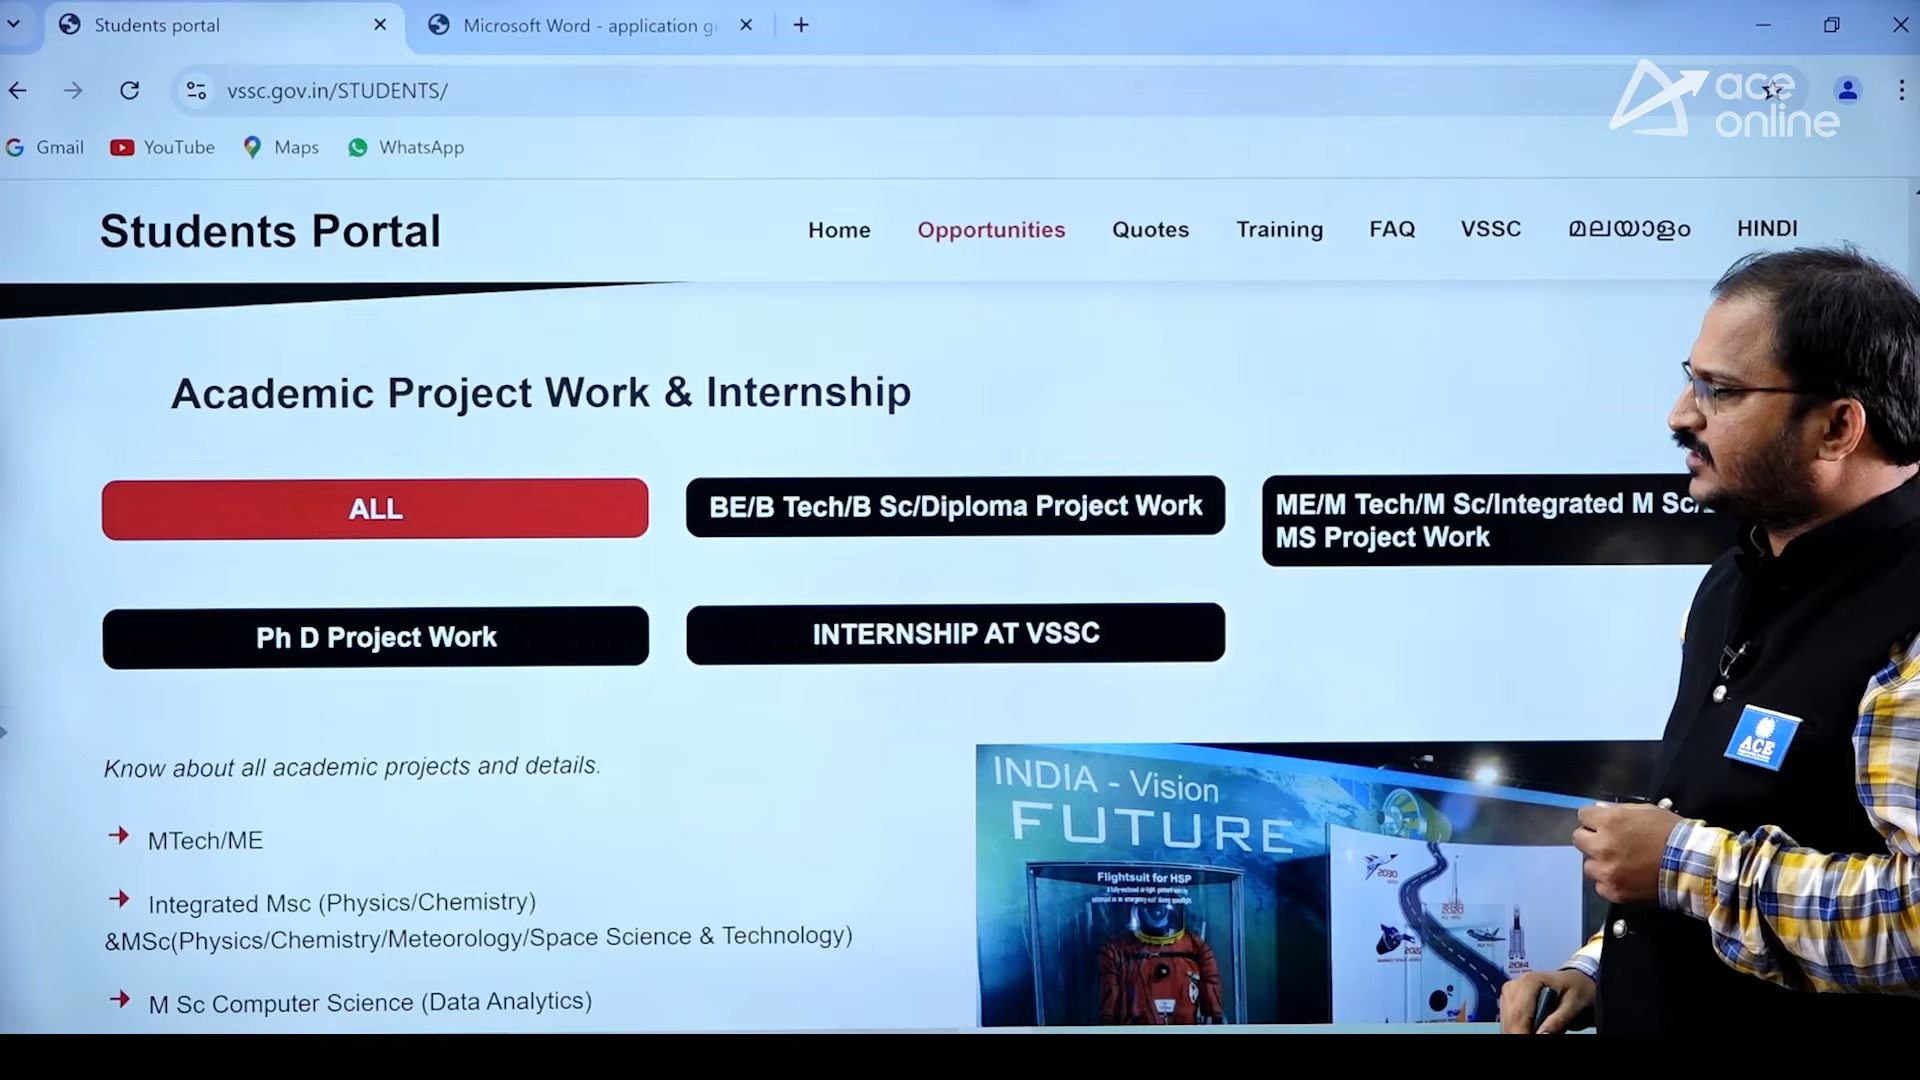 Students portal
Microsoft Word - application g
vssc.gov.in/STUDENTS/
ace
online
Gmail
YouTube
Maps
WhatsApp
Students Portal
Home
Opportunities
Quotes
Training
FAQ
VSSC
മലയാളം
HINDI
Academic Project Work & Internship
ALL
BE/B Tech/B Sc/Diploma Project Work
ME/M Tech/M Sc/Integrated M Sc/
MS Project Work
Ph D Project Work
INTERNSHIP AT VSSC
Know about all academic projects and details.
MTech/ME
Integrated Msc (Physics/Chemistry)
&MSc(Physics/Chemistry/Meteorology/Space Science & Technology)
M Sc Computer Science (Data Analytics)
INDIA - Vision
FUTURE
Flightsuit for HSP
2030
2014
ACE